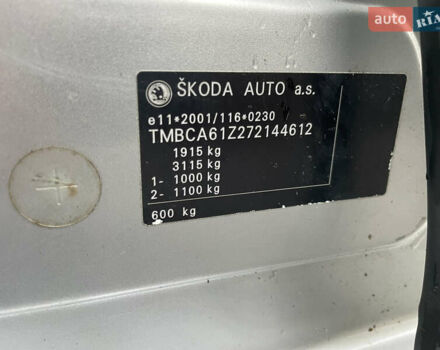 auto RIA
ŠKODA AUTO a.s.
e11*2001/116*0230
TMBCA61Z272144612
1915 kg
3115 kg
1- 1000 kg
2- 1100 kg
600 kg